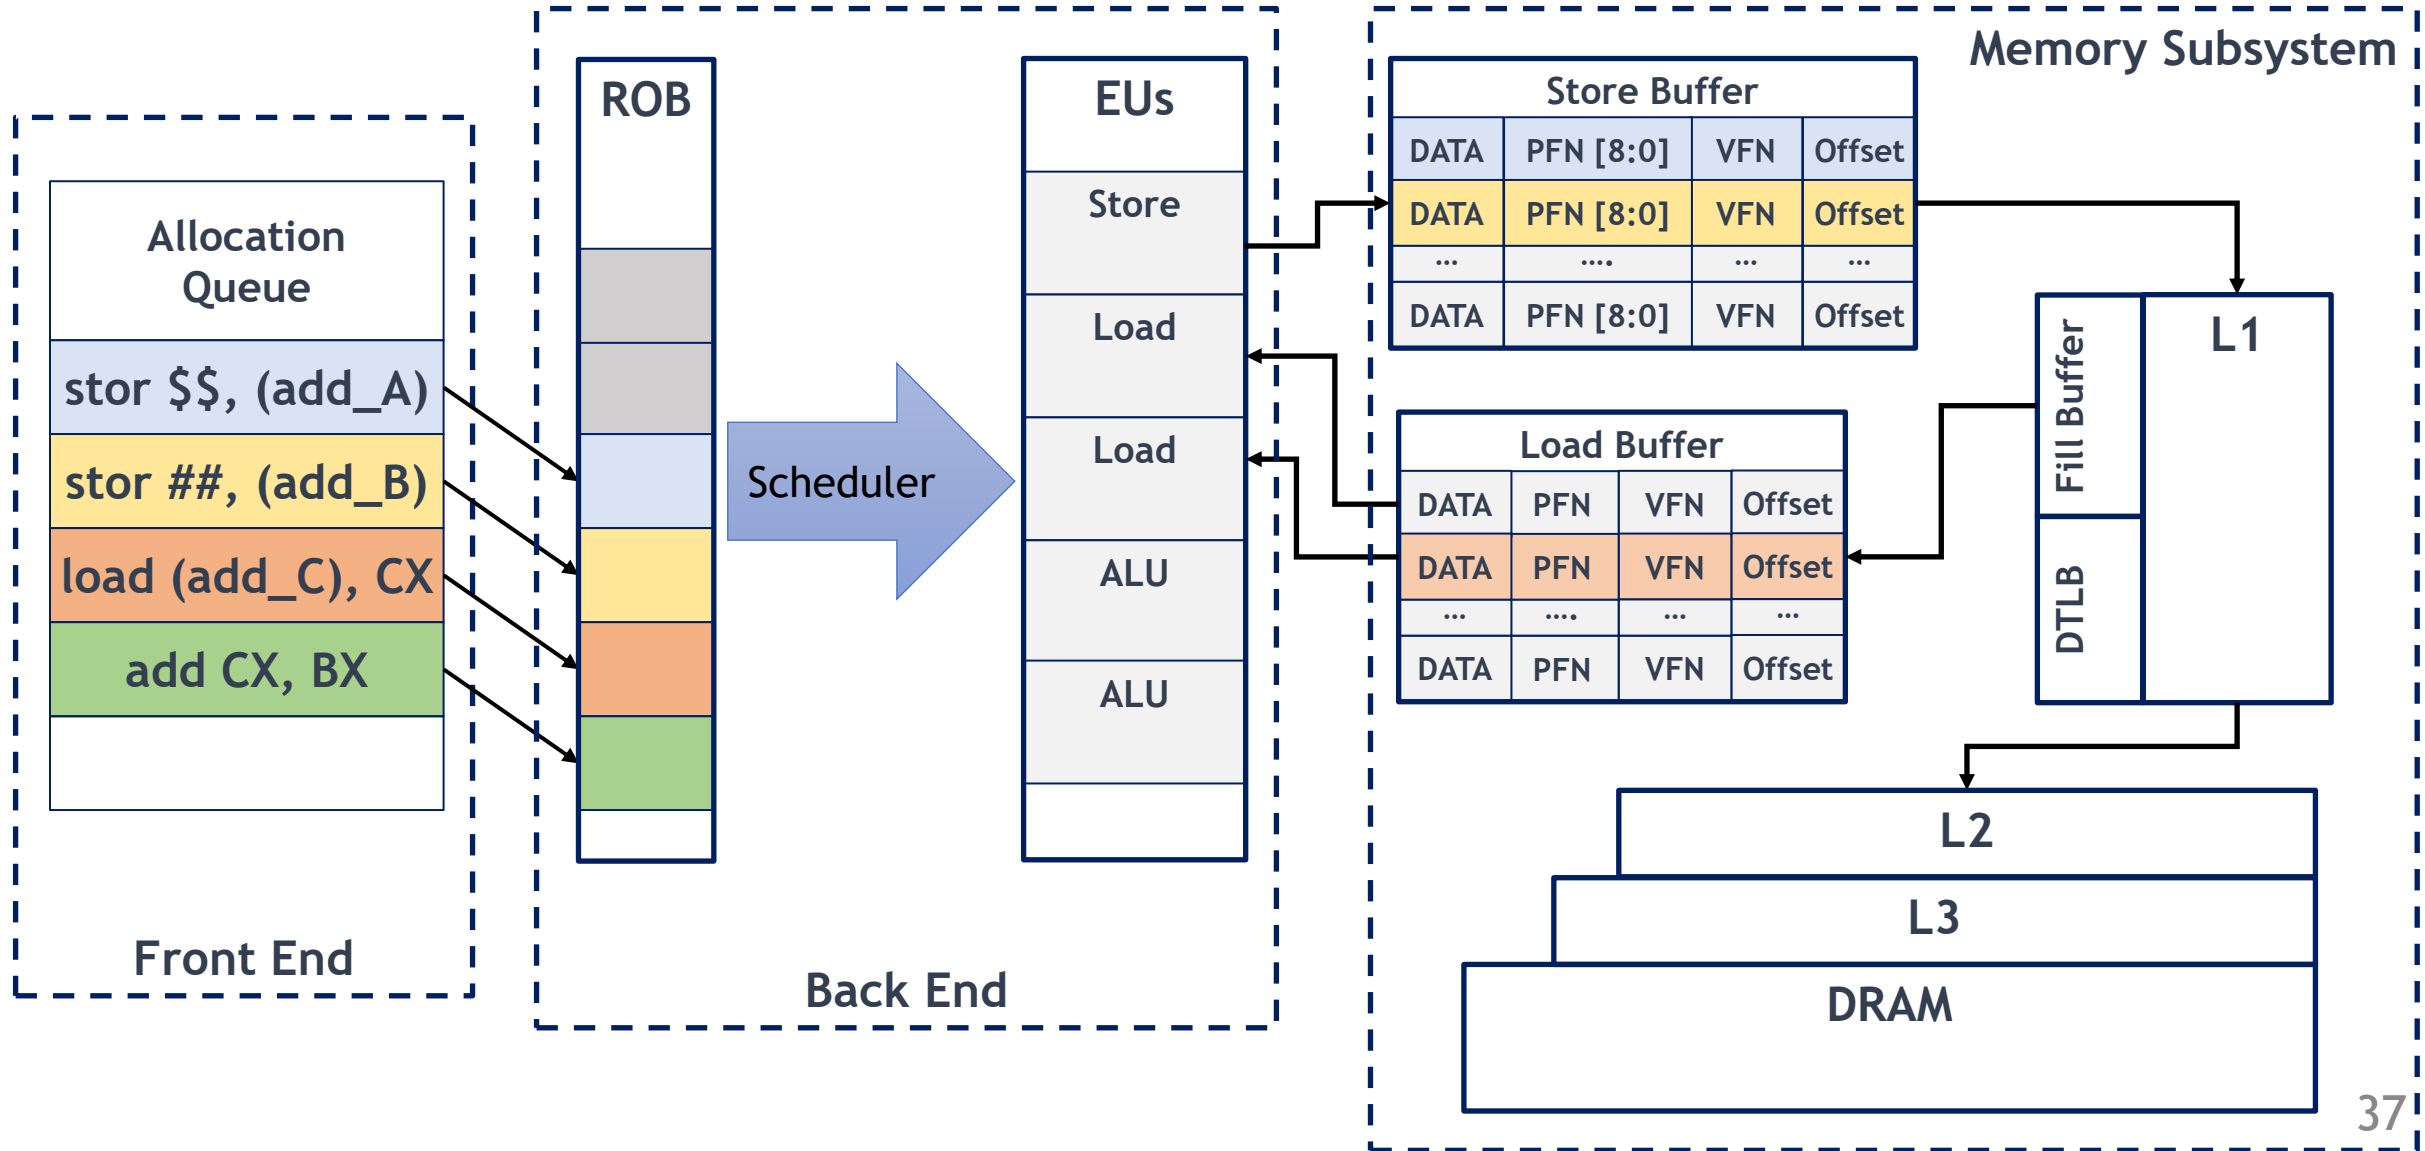 Allocation
Queue
stor $$, (add_A)
stor ##, (add_B)
load (add_C), CX
add CX, BX
Front End
ROB
Scheduler
EUs
Store
Load
Load
ALU
ALU
Back End
Memory Subsystem
Store Buffer
DATA PFN [8:0] VFN Offset
DATA PFN [8:0] VFN Offset
... .... ... ...
DATA PFN [8:0] VFN Offset
Load Buffer
DATA PFN VFN Offset
DATA PFN VFN Offset
... .... ... ...
DATA PFN VFN Offset
Fill Buffer
DTLB
L1
L2
L3
DRAM
37